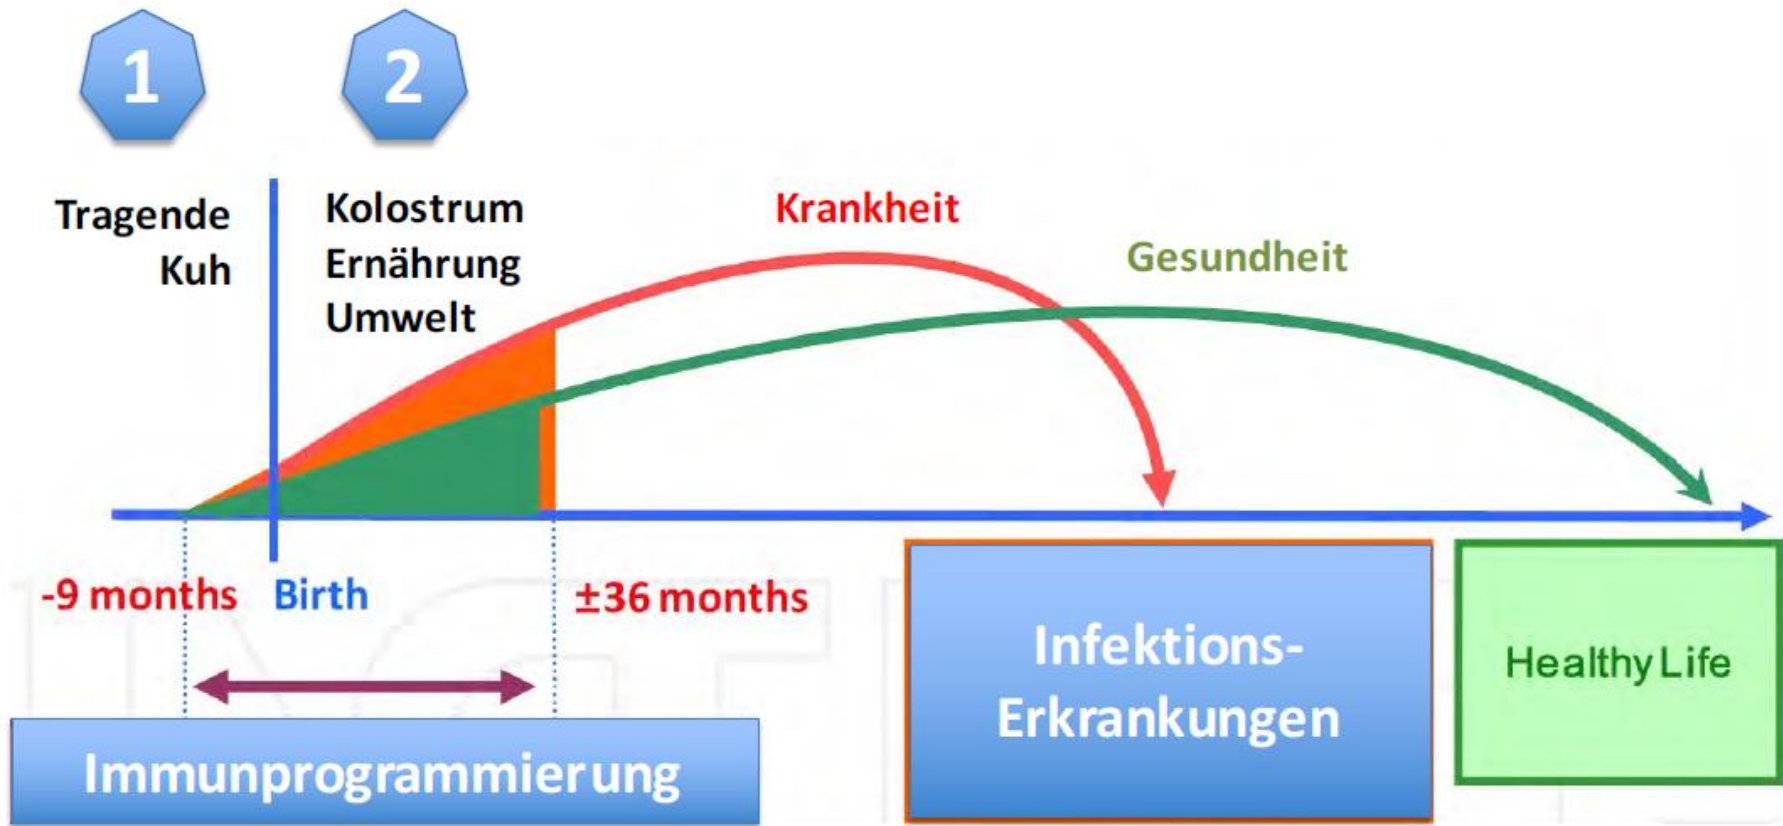 1
2
Tragende
Kuh
Kolostrum
Ernährung
Umwelt
Krankheit
Gesundheit
-9 months
Birth
±36 months
Immunprogrammierung
Infektions-
Erkrankungen
Healthy Life